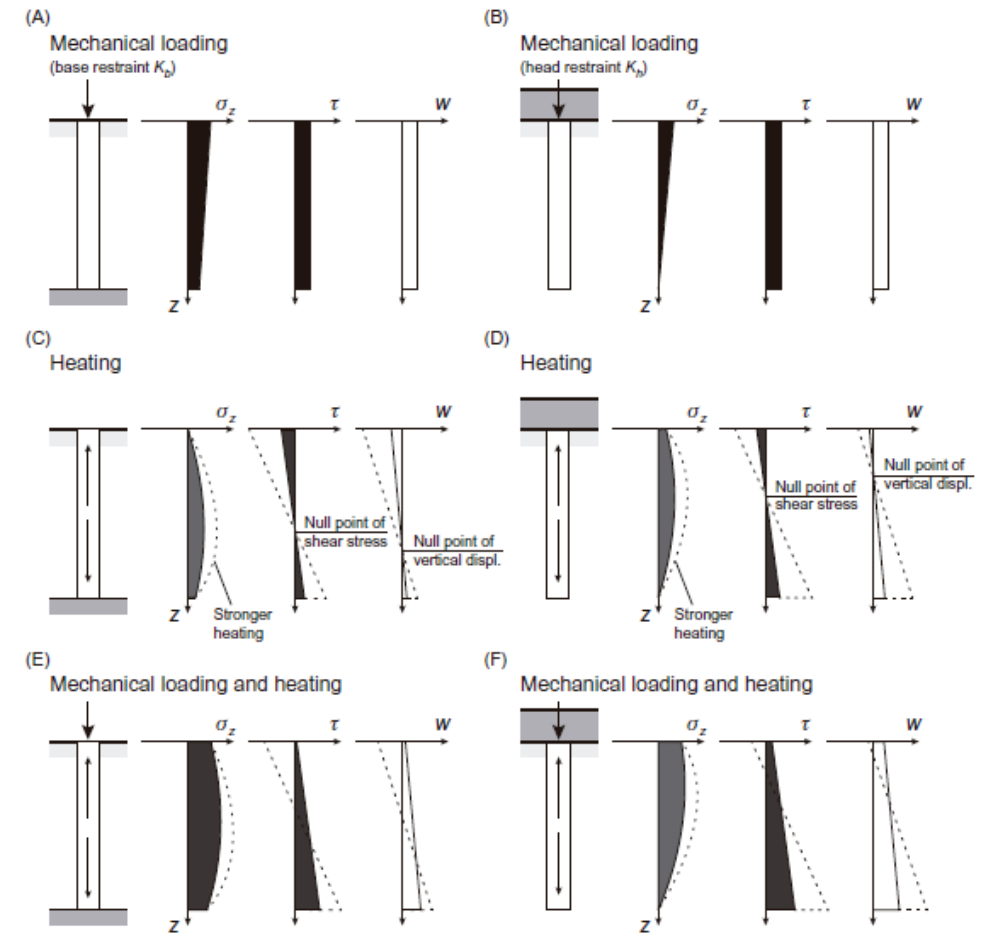 (A)
Mechanical loading
(base restraint K_b)
σ_z
τ
w
z
(B)
Mechanical loading
(head restraint K_h)
σ_z
τ
w
z
(C)
Heating
σ_z
τ
w
Null point of
shear stress
Null point of
vertical displ.
z
Stronger
heating
(D)
Heating
σ_z
τ
w
Null point of
vertical displ.
Null point of
shear stress
z
Stronger
heating
(E)
Mechanical loading and heating
σ_z
τ
w
z
(F)
Mechanical loading and heating
σ_z
τ
w
z